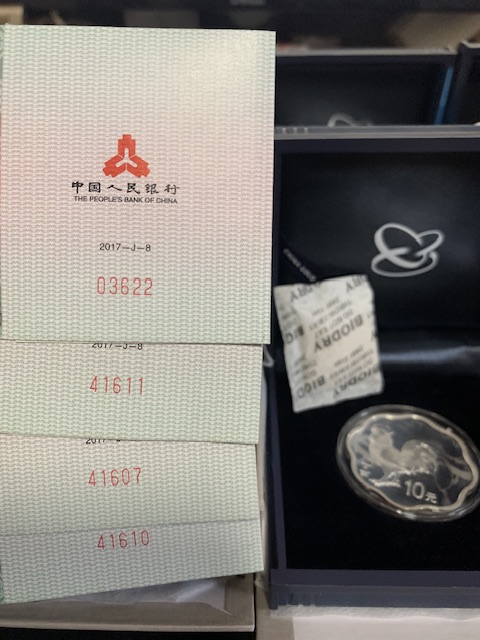 中国人民银行
THE PEOPLE'S BANK OF CHINA
2017-J-8
03622
2017-J-8
41611
2017-
41607
41610
BIODRY
BIODRY
10元